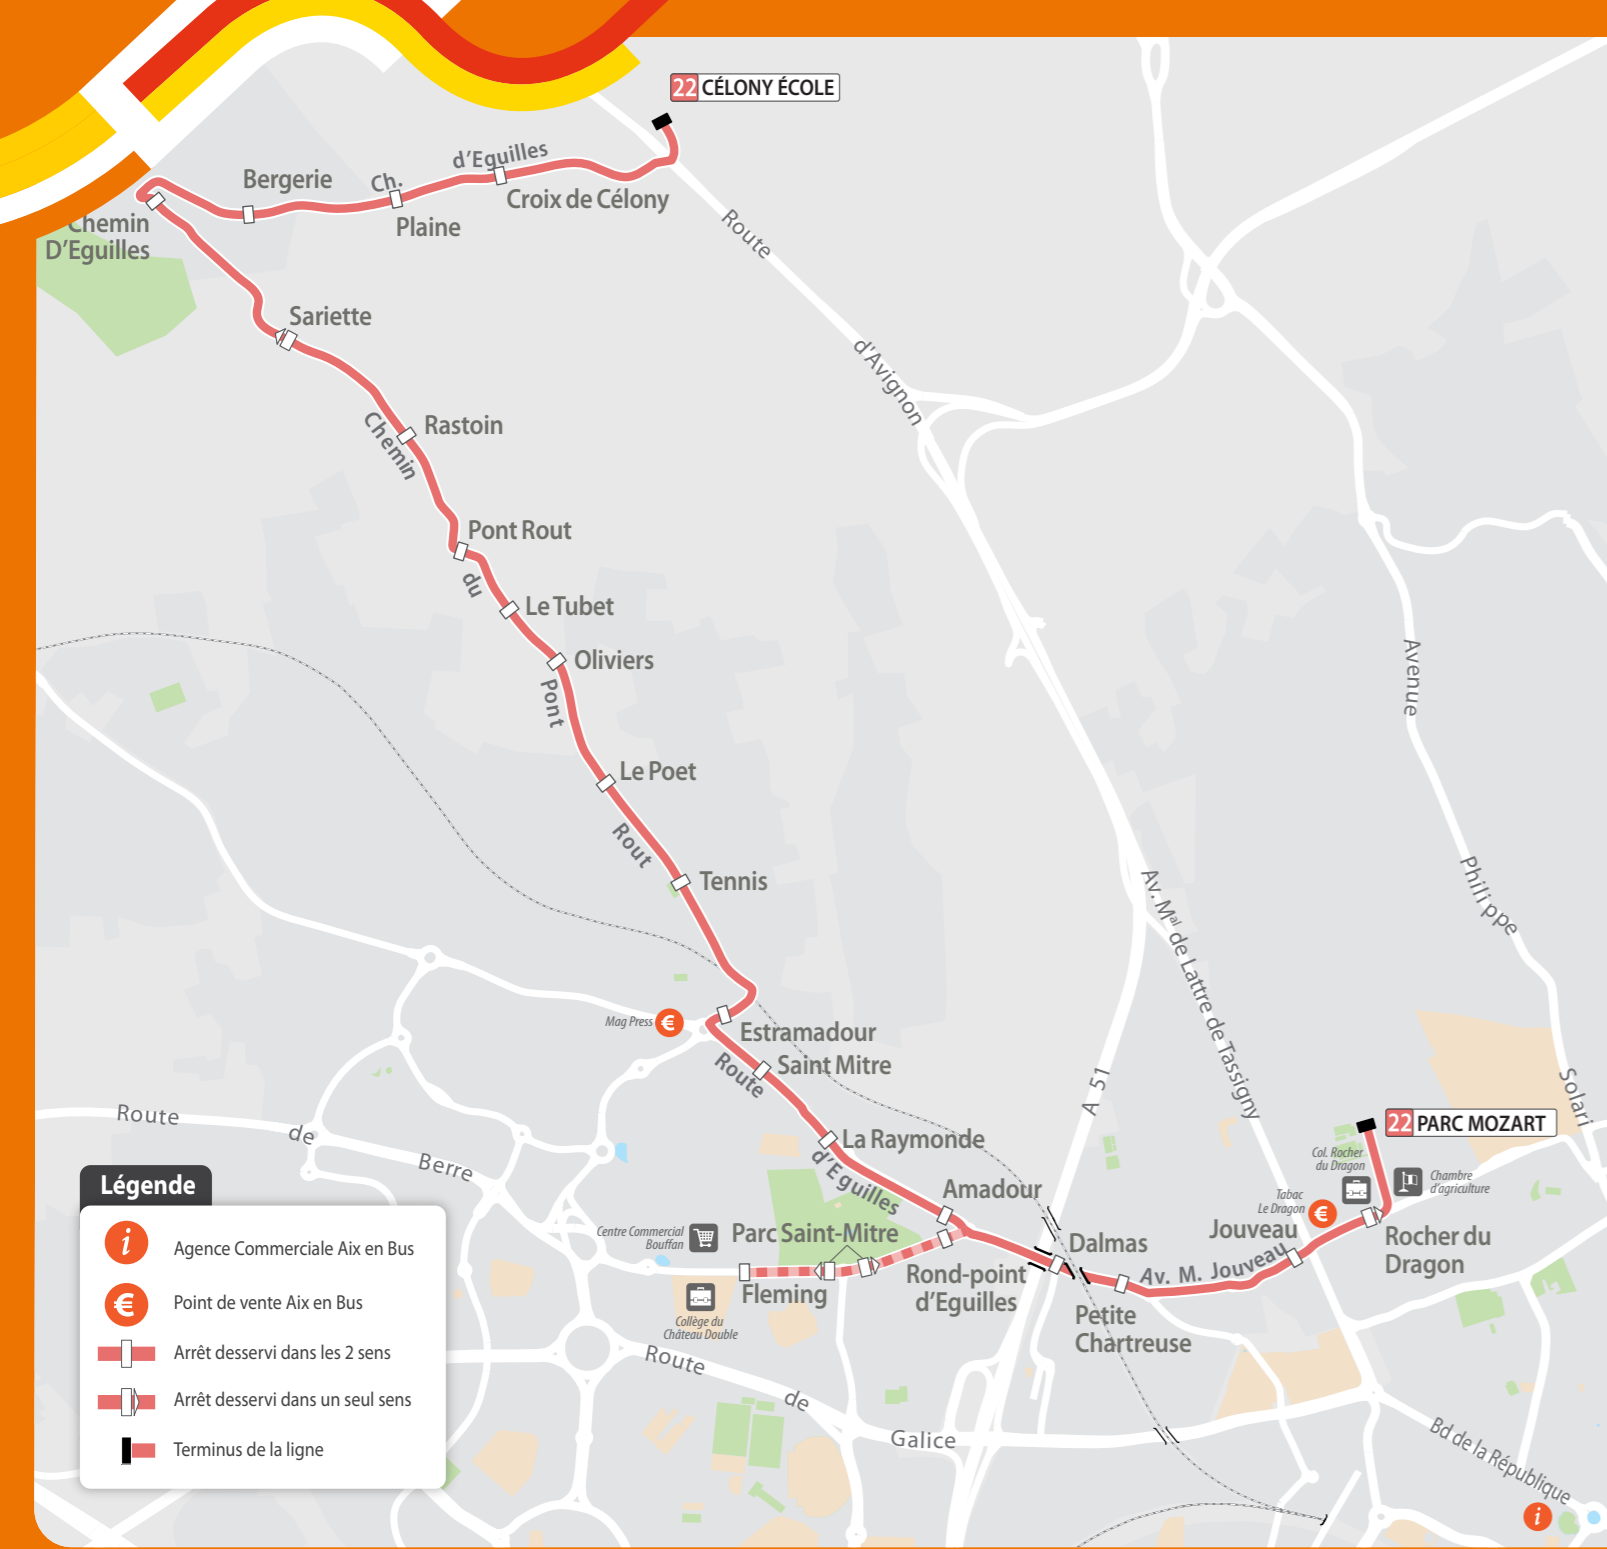 22 CÉLONY ÉCOLE
d'Eguilles
Ch.
Bergerie
Croix de Célony
Plaine
Chemin
D'Eguilles
Route
Sariette
d'Avignon
Rastoin
Chemin
Pont Rout
du
Le Tubet
Oliviers
Pont
Avenue
Le Poet
Rout
Tennis
Philippe
Av. Mal de Lattre de Tassigny
Mag Press €
Estramadour
Saint Mitre
Route
A 51
Solari
Route
de
Berre
La Raymonde
d'Eguilles
22 PARC MOZART
Col. Rocher
du Dragon
Chambre
d'agriculture
Tabac
Le Dragon €
Amadour
Centre Commercial
Bouffan
Parc Saint-Mitre
Jouveau
Dalmas
Rocher du
Dragon
Av. M. Jouveau
Rond-point
d'Eguilles
Fleming
Petite
Chartreuse
Collège du
Château Double
Route
de
Galice
Bd de la République
i
Légende
i Agence Commerciale Aix en Bus
€ Point de vente Aix en Bus
Arrêt desservi dans les 2 sens
Arrêt desservi dans un seul sens
Terminus de la ligne